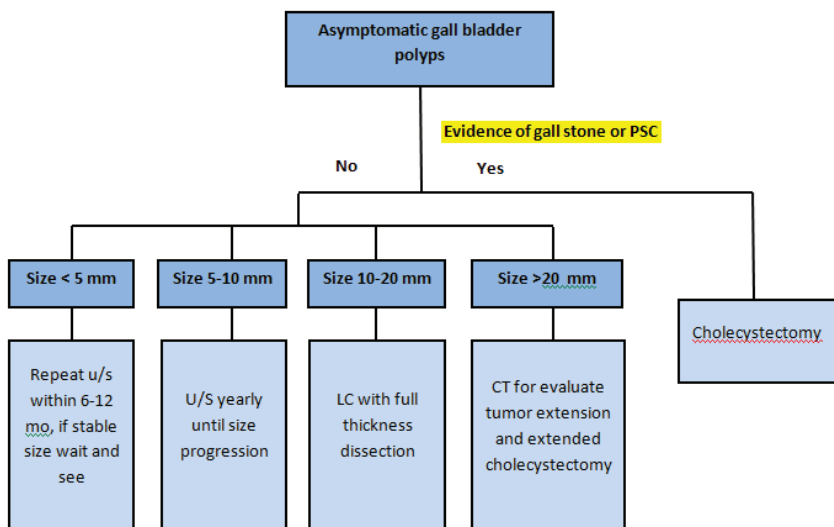 Asymptomatic gall bladder
polyps
Evidence of gall stone or PSC
No
Yes
Size < 5 mm
Size 5-10 mm
Size 10-20 mm
Size >20 mm
Cholecystectomy
Repeat u/s
within 6-12
mo, if stable
size wait and
see
U/S yearly
until size
progression
LC with full
thickness
dissection
CT for evaluate
tumor extension
and extended
cholecystectomy